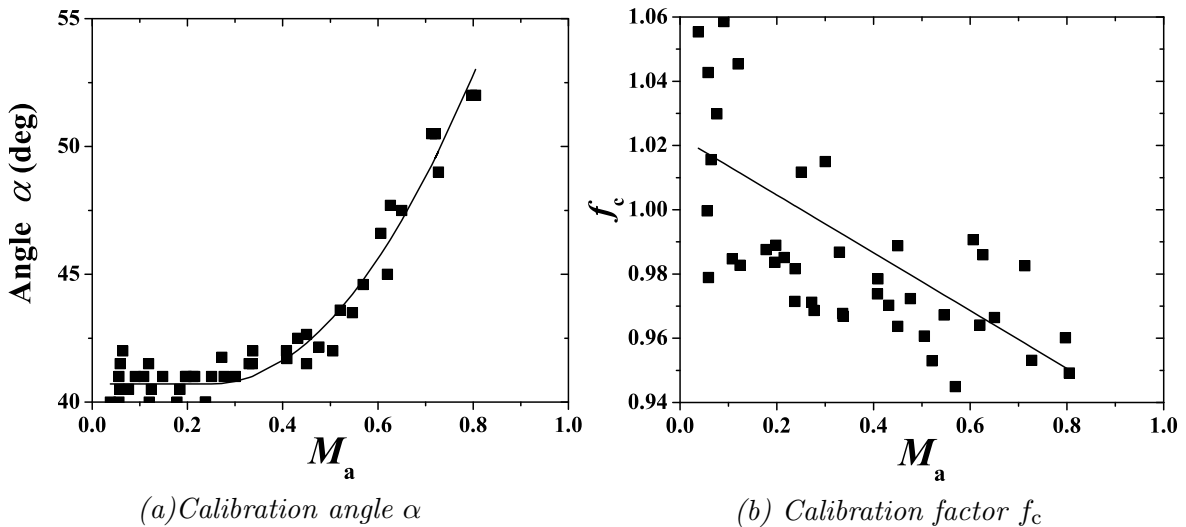 55
50
45
40
Angle α (deg)
0.0 0.2 0.4 0.6 0.8 1.0
Ma
(a)Calibration angle α
1.06
1.04
1.02
1.00
0.98
0.96
0.94
fc
0.0 0.2 0.4 0.6 0.8 1.0
Ma
(b) Calibration factor fc